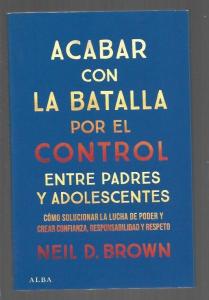 ACABAR
CON
LA BATALLA
POR EL
CONTROL
ENTRE PADRES
Y ADOLESCENTES
CÓMO SOLUCIONAR LA LUCHA DE PODER Y
CREAR CONFIANZA, RESPONSABILIDAD Y RESPETO
NEIL D. BROWN
ALBA